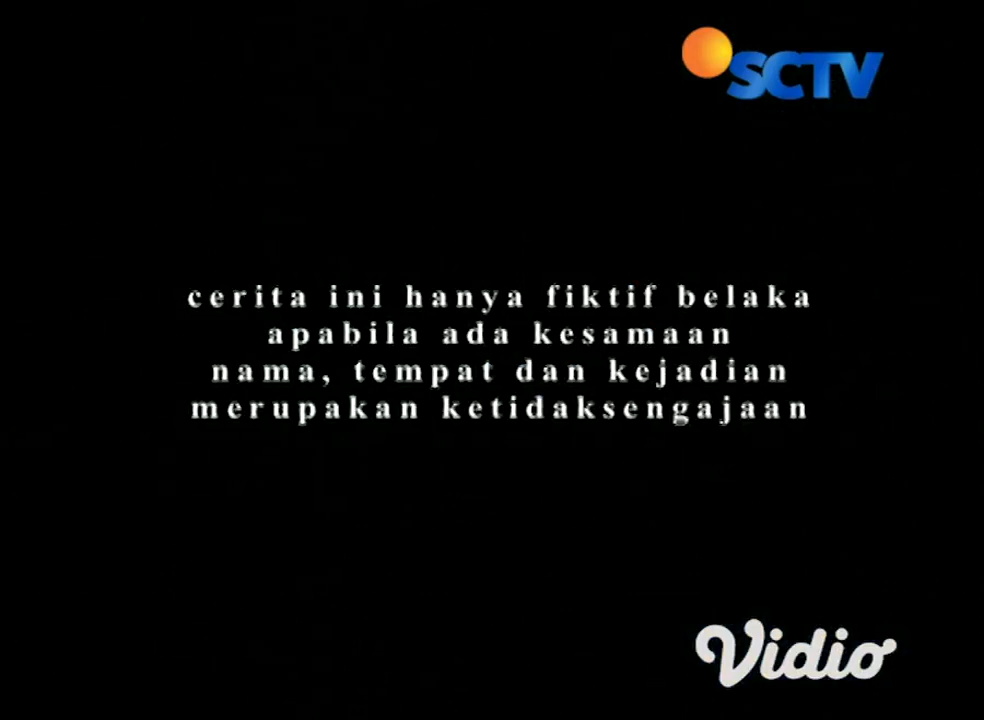 SCTV
cerita ini hanya fiktif belaka
apabila ada kesamaan
nama, tempat dan kejadian
merupakan ketidaksengajaan
Vidio